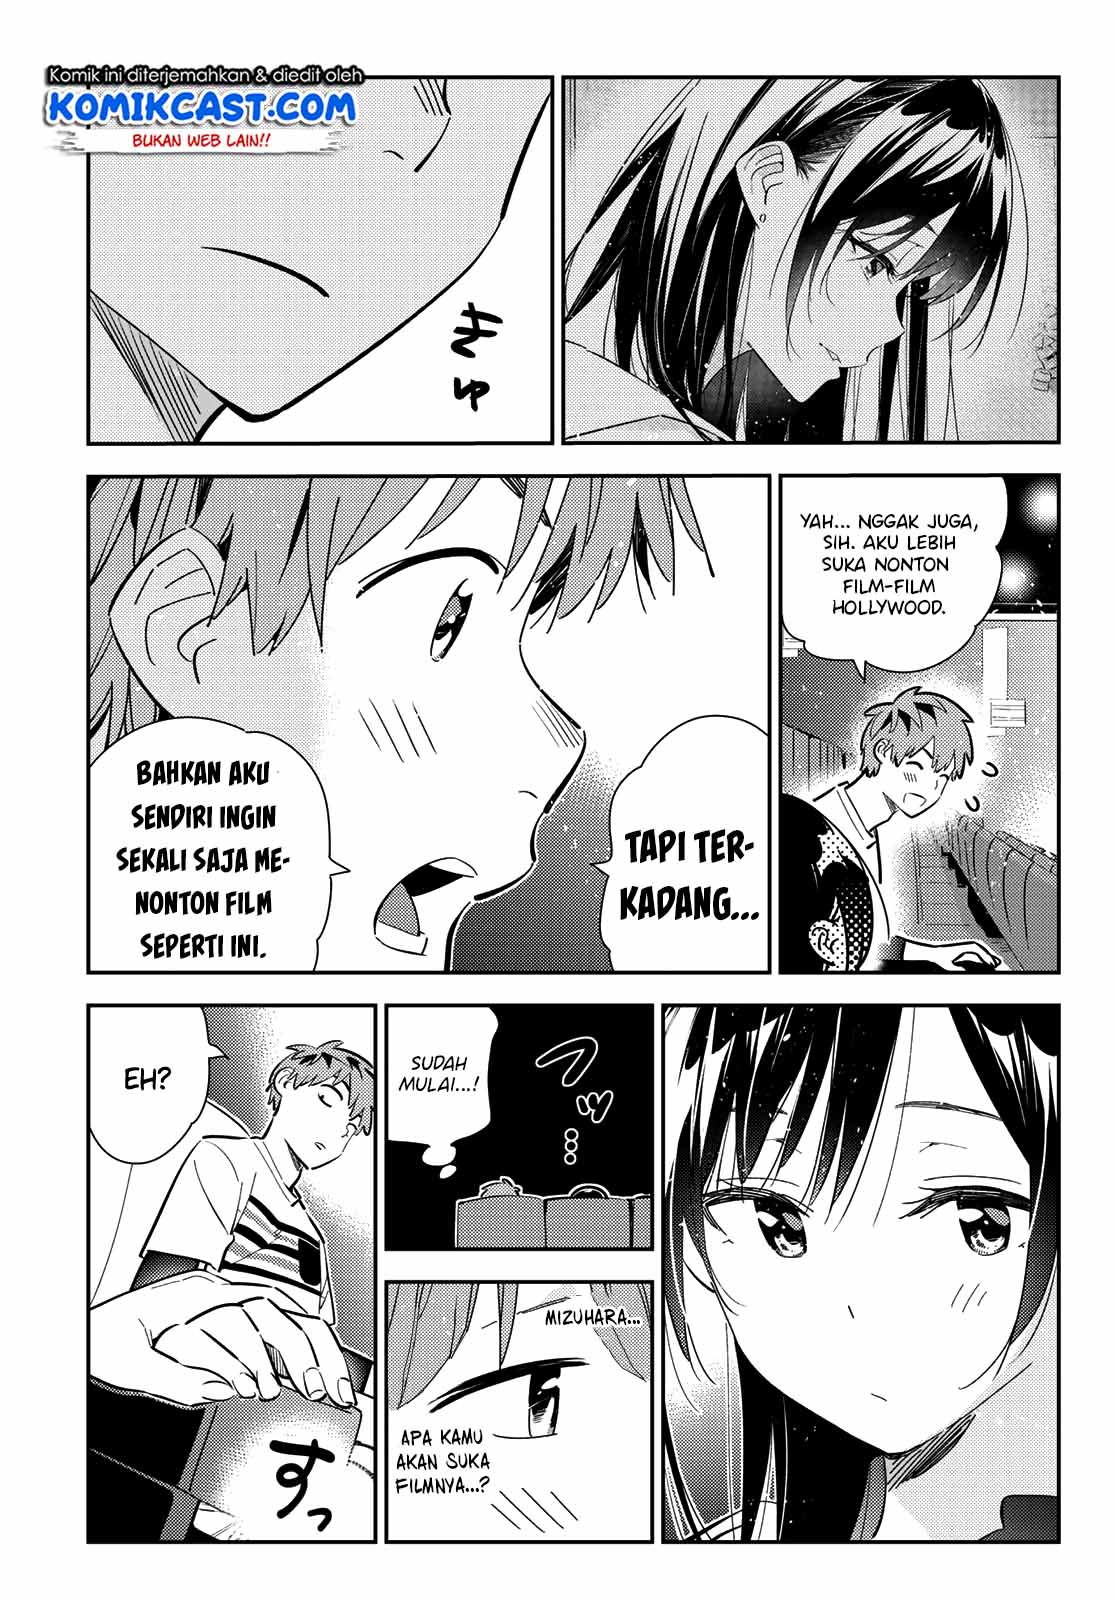 Komik ini diterjemahkan & diedit oleh
KOMIKCAST.COM
BUKAN WEB LAIN!!
きゅ
YAH... NGGAK JUGA,
SIH. AKU LEBIH
SUKA NONTON
FILM-FILM
HOLLYWOOD.
TAPI TER-
KADANG...
BAHKAN AKU
SENDIRI INGIN
SEKALI SAJA ME-
NONTON FILM
SEPERTI INI.
フッ…
SUDAH
MULAI...!
MIZUHARA...
APA KAMU
AKAN SUKA
FILMNYA...?
EH?
すっ